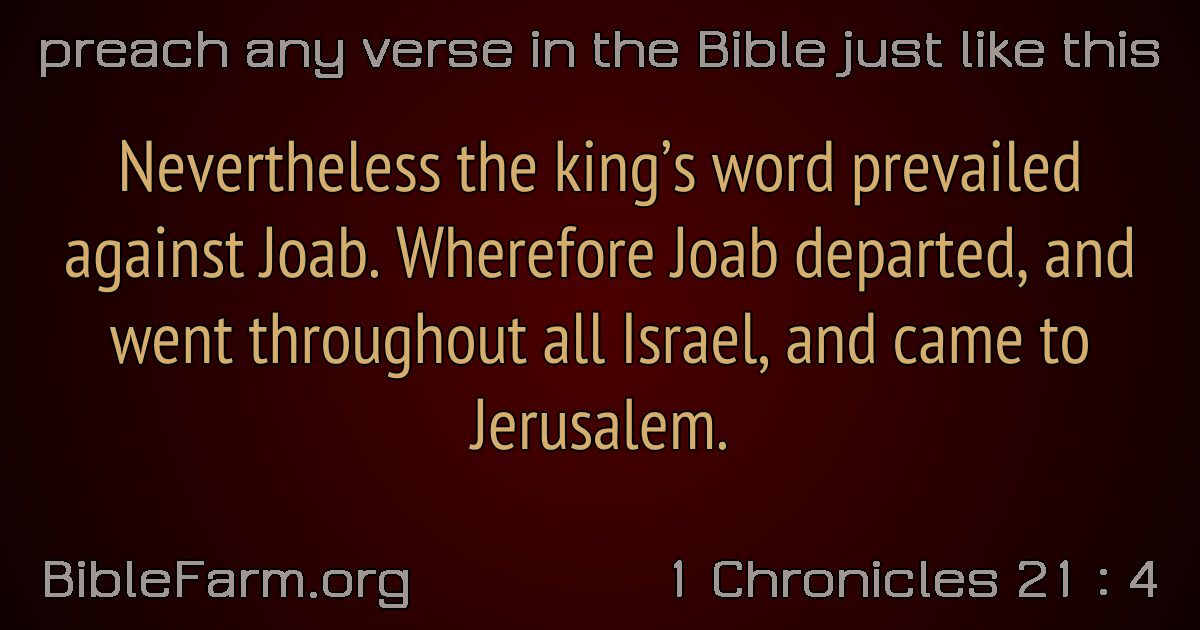 preach any verse in the Bible just like this
Nevertheless the king’s word prevailed
against Joab. Wherefore Joab departed, and
went throughout all Israel, and came to
Jerusalem.
BibleFarm.org
1 Chronicles 21 : 4